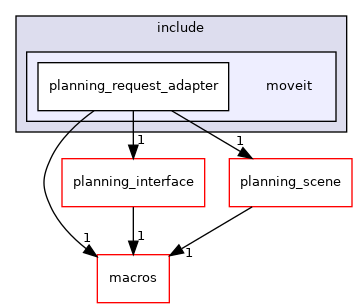 include
planning_request_adapter
moveit
1
1
planning_interface
planning_scene
1
1
1
macros